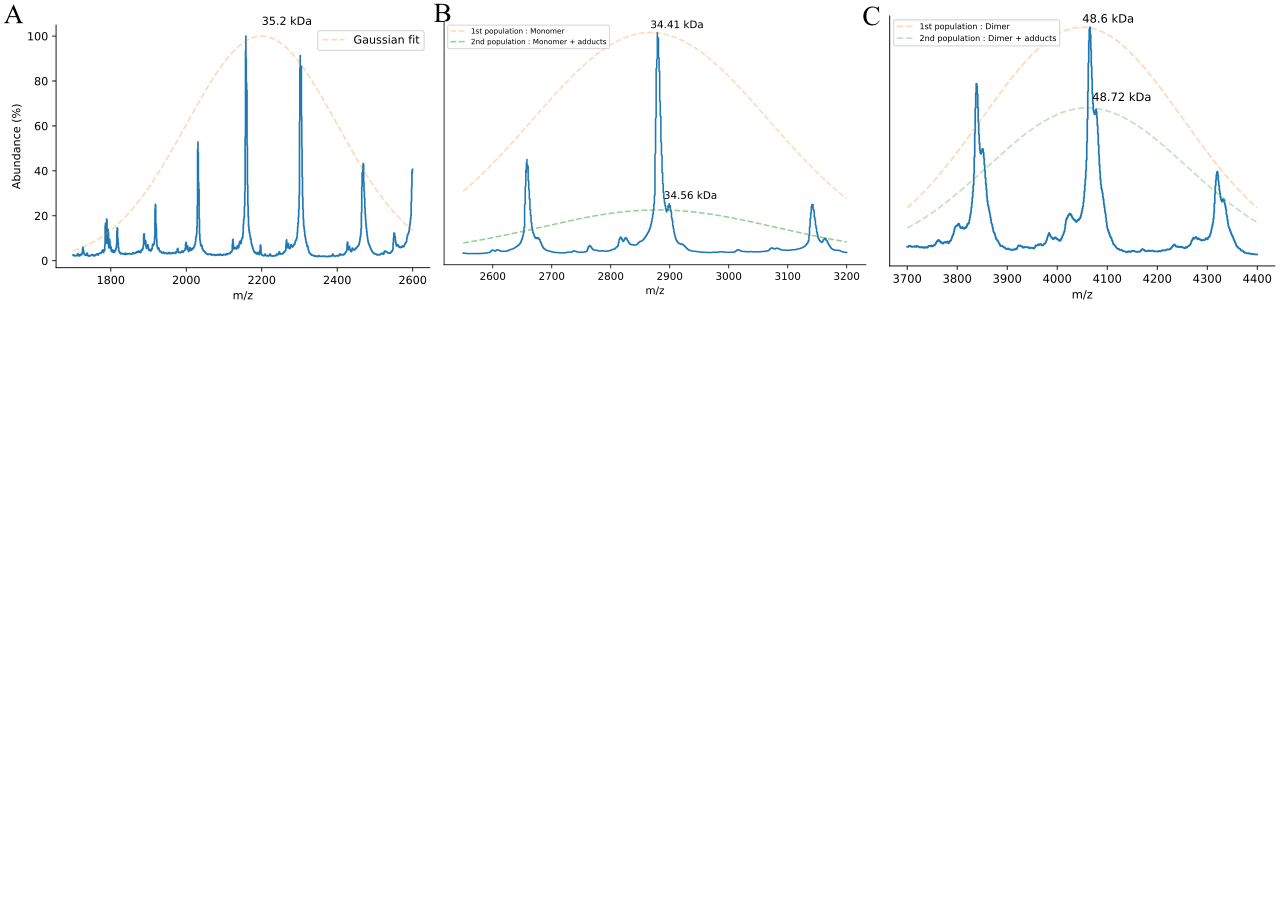 A
35.2 kDa
Gaussian fit
100
80
60
40
20
0
Abundance (%)
1800
2000
2200
2400
2600
m/z
B
34.41 kDa
1st population : Monomer
2nd population : Monomer + adducts
34.56 kDa
2600
2700
2800
2900
3000
3100
3200
m/z
C
48.6 kDa
1st population : Dimer
2nd population : Dimer + adducts
48.72 kDa
3700
3800
3900
4000
4100
4200
4300
4400
m/z